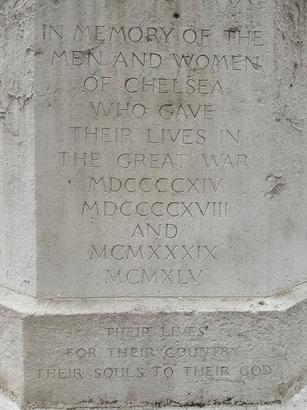 IN MEMORY OF THE
MEN AND WOMEN
OF CHELSEA
WHO GAVE
THEIR LIVES IN
THE GREAT WAR
MDCCCCXIV
MDCCCCXVIII
AND
MCMXXXIX
MCMXLV
THEIR LIVES
FOR THEIR COUNTRY
THEIR SOULS TO THEIR GOD